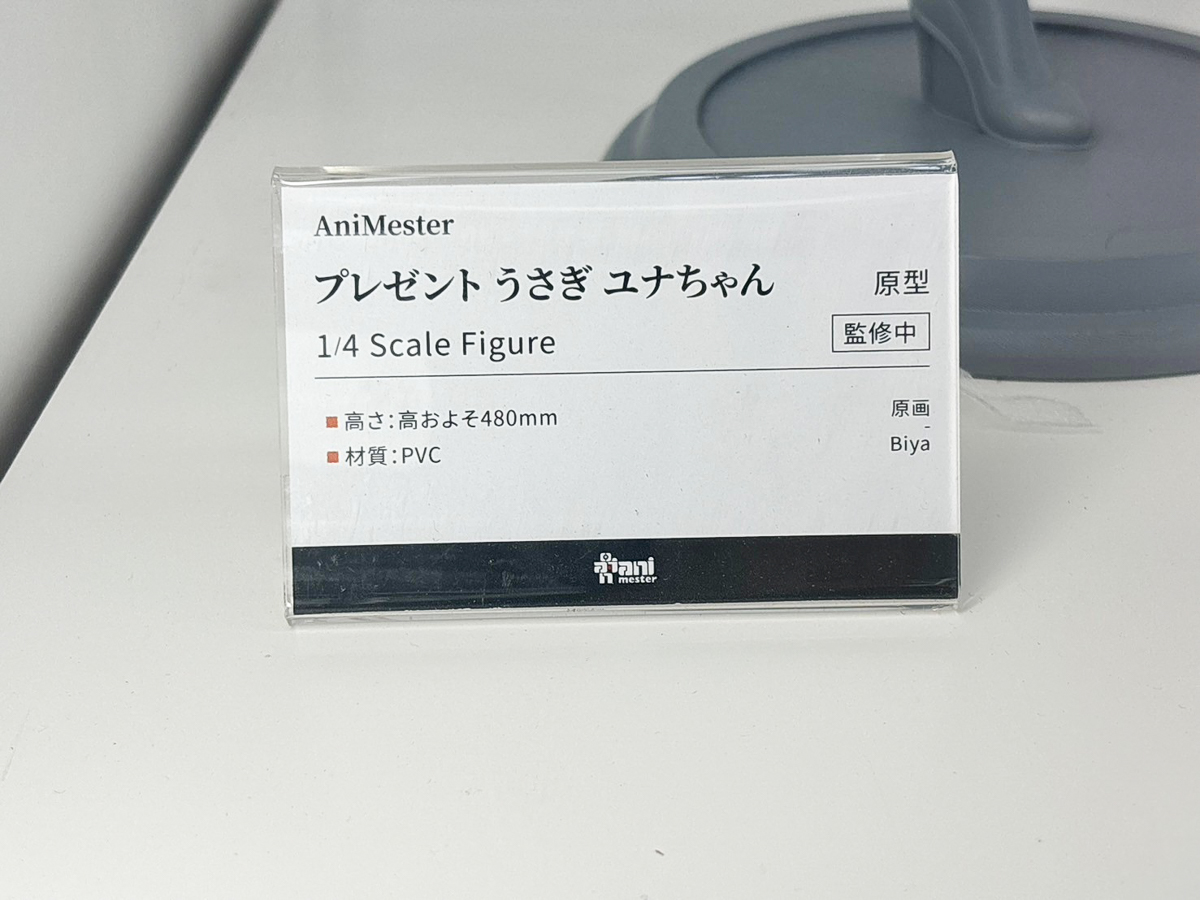 AniMester
プレゼント うさぎ ユナちゃん
原型
1/4 Scale Figure
監修中
■ 高さ：高およそ480mm
■ 材質：PVC
原画
-
Biya
ani
mester